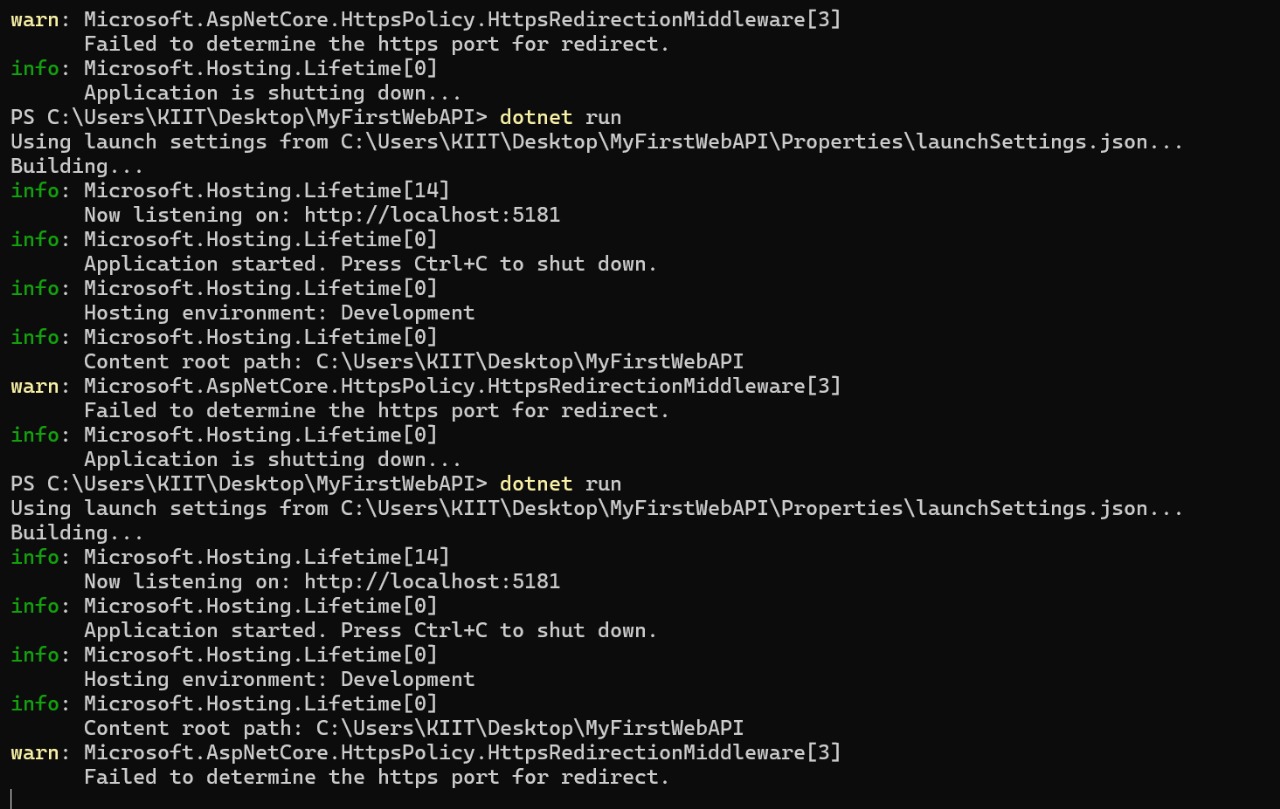 warn: Microsoft.AspNetCore.HttpsPolicy.HttpsRedirectionMiddleware[3]
      Failed to determine the https port for redirect.
info: Microsoft.Hosting.Lifetime[0]
      Application is shutting down...
PS C:\Users\KIIT\Desktop\MyFirstWebAPI> dotnet run
Using launch settings from C:\Users\KIIT\Desktop\MyFirstWebAPI\Properties\launchSettings.json...
Building...
info: Microsoft.Hosting.Lifetime[14]
      Now listening on: http://localhost:5181
info: Microsoft.Hosting.Lifetime[0]
      Application started. Press Ctrl+C to shut down.
info: Microsoft.Hosting.Lifetime[0]
      Hosting environment: Development
info: Microsoft.Hosting.Lifetime[0]
      Content root path: C:\Users\KIIT\Desktop\MyFirstWebAPI
warn: Microsoft.AspNetCore.HttpsPolicy.HttpsRedirectionMiddleware[3]
      Failed to determine the https port for redirect.
info: Microsoft.Hosting.Lifetime[0]
      Application is shutting down...
PS C:\Users\KIIT\Desktop\MyFirstWebAPI> dotnet run
Using launch settings from C:\Users\KIIT\Desktop\MyFirstWebAPI\Properties\launchSettings.json...
Building...
info: Microsoft.Hosting.Lifetime[14]
      Now listening on: http://localhost:5181
info: Microsoft.Hosting.Lifetime[0]
      Application started. Press Ctrl+C to shut down.
info: Microsoft.Hosting.Lifetime[0]
      Hosting environment: Development
info: Microsoft.Hosting.Lifetime[0]
      Content root path: C:\Users\KIIT\Desktop\MyFirstWebAPI
warn: Microsoft.AspNetCore.HttpsPolicy.HttpsRedirectionMiddleware[3]
      Failed to determine the https port for redirect.